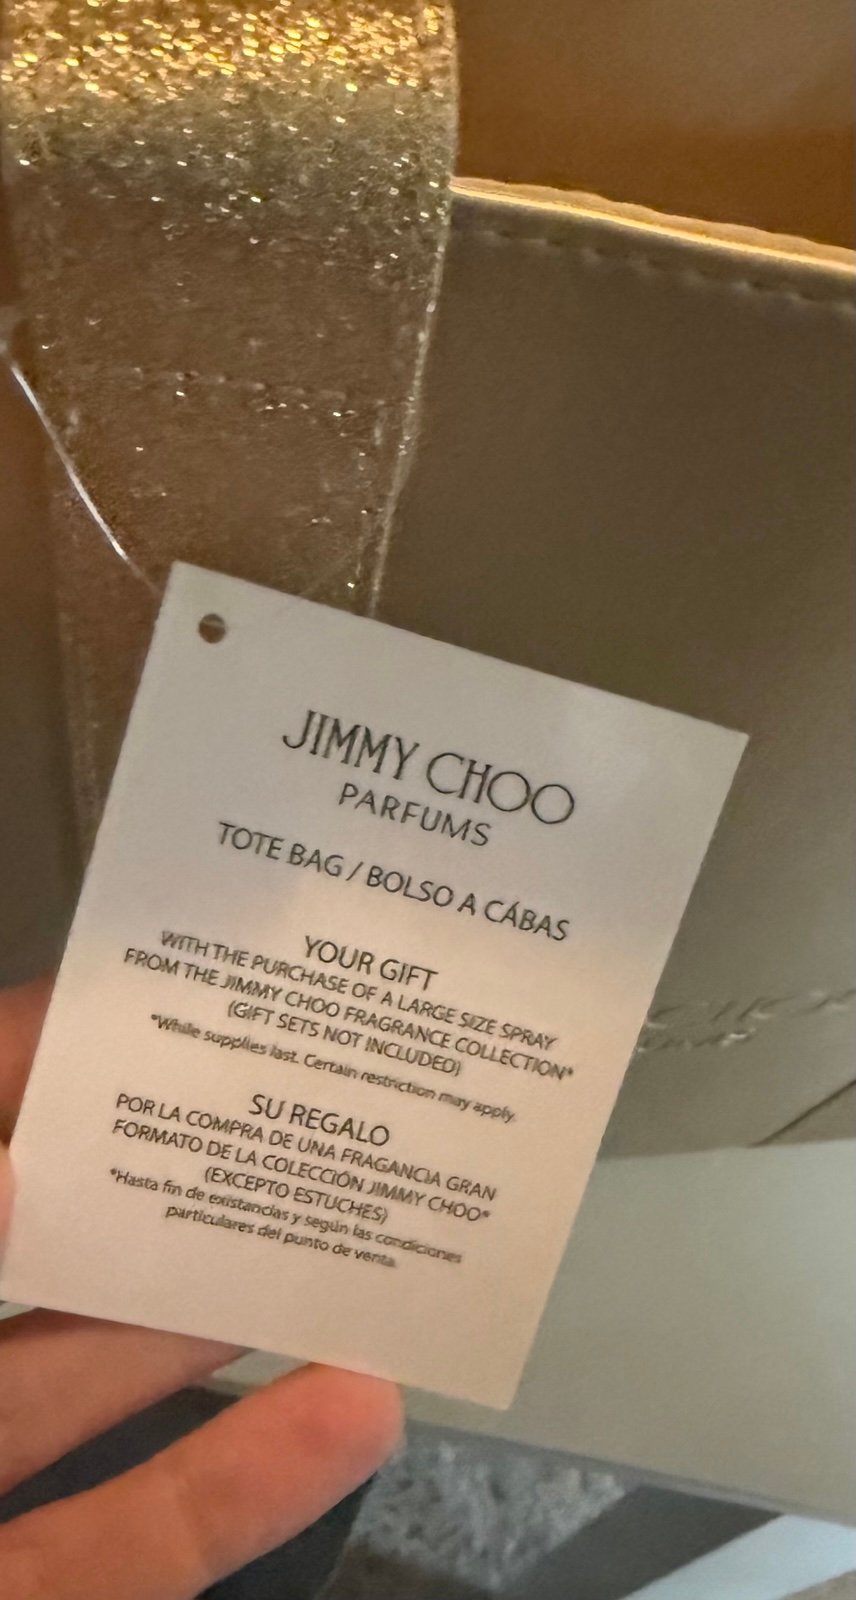 JIMMY CHOO
PARFUMS
TOTE BAG / BOLSO A CÁBAS
YOUR GIFT
WITH THE PURCHASE OF A LARGE SIZE SPRAY
FROM THE JIMMY CHOO FRAGRANCE COLLECTION*
(GIFT SETS NOT INCLUDED)
*While supplies last. Certain restriction may apply.
SU REGALO
POR LA COMPRA DE UNA FRAGANCIA GRAN
FORMATO DE LA COLECCIÓN JIMMY CHOO*
(EXCEPTO ESTUCHES)
*Hasta fin de existancias y según las condiciones
particulares del punto de venta.